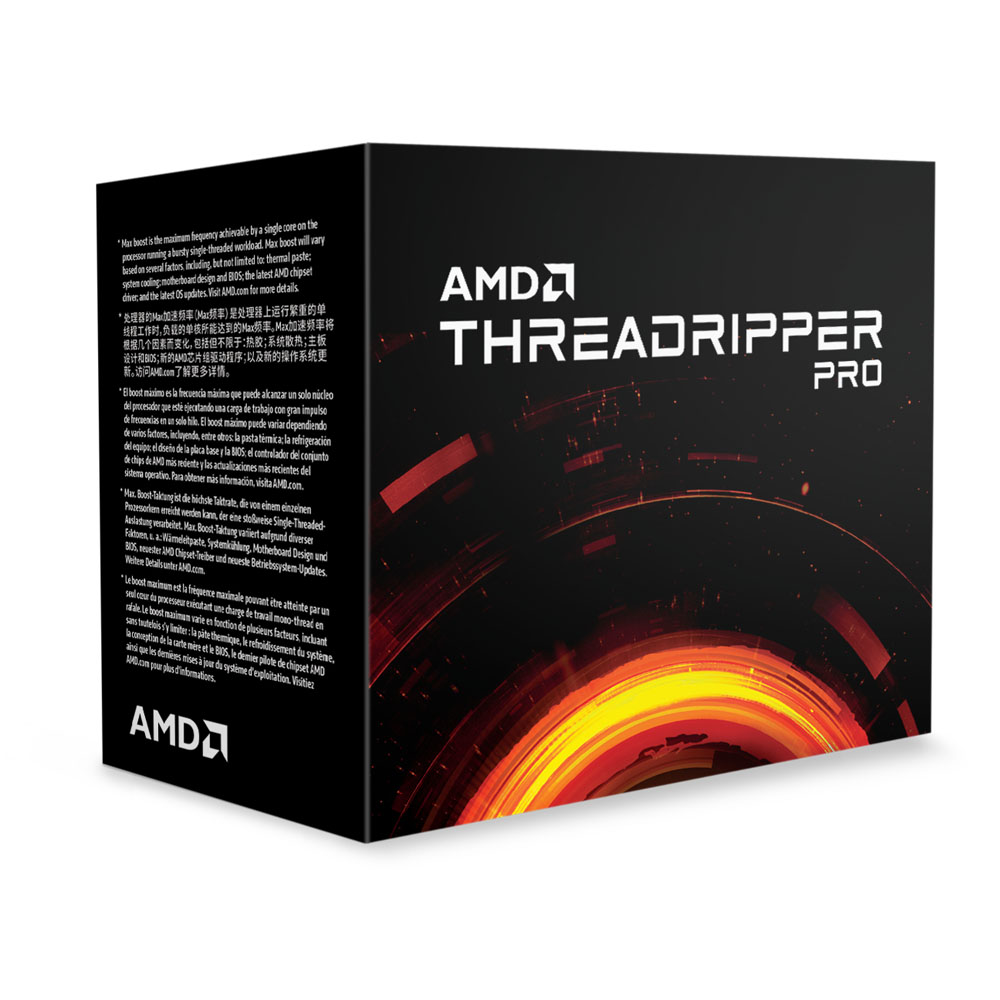 * Max boost is the maximum frequency achievable by a single core on the
processor running a bursty single-threaded workload. Max boost will vary
based on several factors, including, but not limited to: thermal paste;
system cooling; motherboard design and BIOS; the latest AMD chipset
driver; and the latest OS updates. Visit AMD.com for more details.
* 处理器的Max加速频率 (Max频率) 是处理器上运行繁重的单
线程工作时,负载的单核所能达到的Max频率。Max加速频率将
根据几个因素而变化,包括但不限于:热胶;系统散热;主板
设计和BIOS;新的AMD芯片组驱动程序;以及新的操作系统更
新。访问AMD.com了解更多详情。
* El boost máximo es la frecuencia máxima que puede alcanzar un solo núcleo
del procesador que esté ejecutando una carga de trabajo con gran impulso
de frecuencias en un solo hilo. El boost máximo puede variar dependiendo
de varios factores, incluyendo, entre otros: la pasta térmica; la refrigeración
del equipo; el diseño de la placa base y la BIOS; el controlador del conjunto
de chips de AMD más reciente y las actualizaciones más recientes del
sistema operativo. Para obtener más información, visita AMD.com.
* Max. Boost-Taktung ist die höchste Taktrate, die von einem einzelnen
Prozessorkern erreicht werden kann, der eine stoßweise Single-Threaded-
Auslastung verarbeitet. Max. Boost-Taktung variiert aufgrund diverser
Faktoren, u. a.: Wärmeleitpaste, Systemkühlung, Motherboard Design und
BIOS, neuester AMD Chipset-Treiber und neueste Betriebssystem-Updates.
Weitere Details unter AMD.com.
* Le boost maximum est la fréquence maximale pouvant être atteinte par un
seul cœur du processeur exécutant une charge de travail mono-thread en
rafale. Le boost maximum varie en fonction de plusieurs facteurs, incluant
sans toutefois s'y limiter : la pâte thermique, le refroidissement du système,
la conception de la carte mère et le BIOS, le dernier pilote de chipset AMD
ainsi que les dernières mises à jour du système d'exploitation. Visitiez
AMD.com pour plus d'informations.
AMD
AMD
THREADRIPPER
PRO